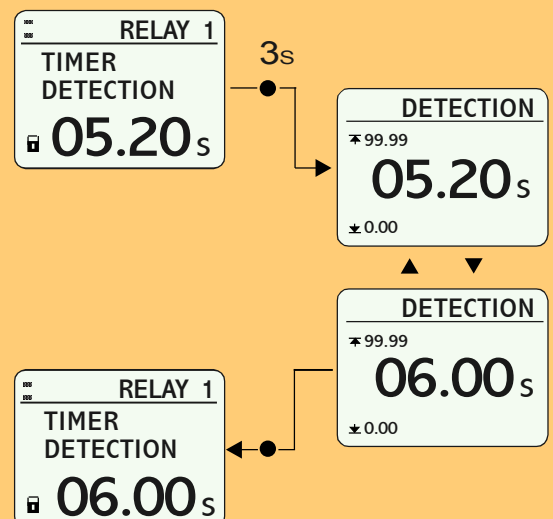 RELAY 1
TIMER
DETECTION
05.20 s
3s
DETECTION
99.99
05.20 s
0.00
DETECTION
99.99
06.00 s
0.00
RELAY 1
TIMER
DETECTION
06.00 s